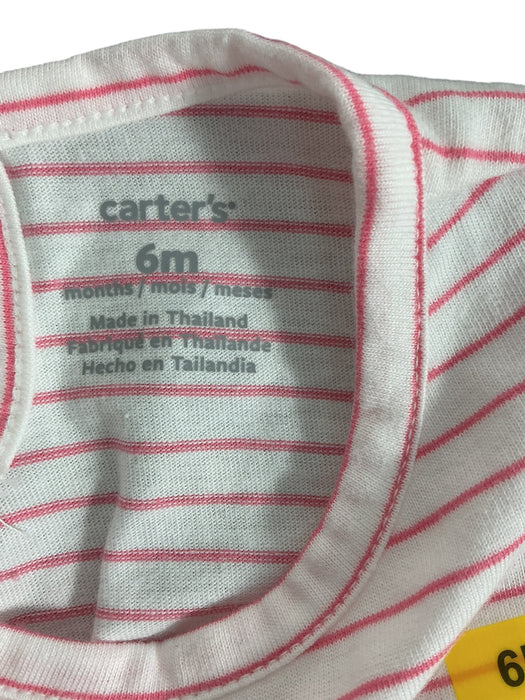 carter's
6m
months / mois / meses
Made in Thailand
Fabriqué en Thaïlande
Hecho en Tailandia